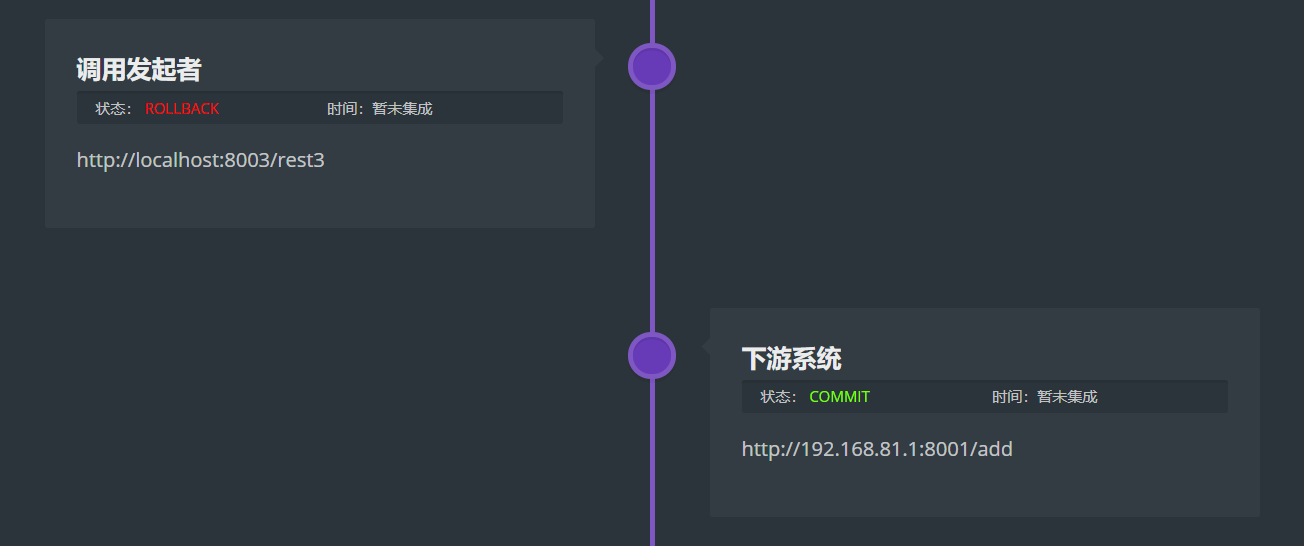 调用发起者
状态： ROLLBACK 时间：暂未集成
http://localhost:8003/rest3
下游系统
状态： COMMIT 时间：暂未集成
http://192.168.81.1:8001/add